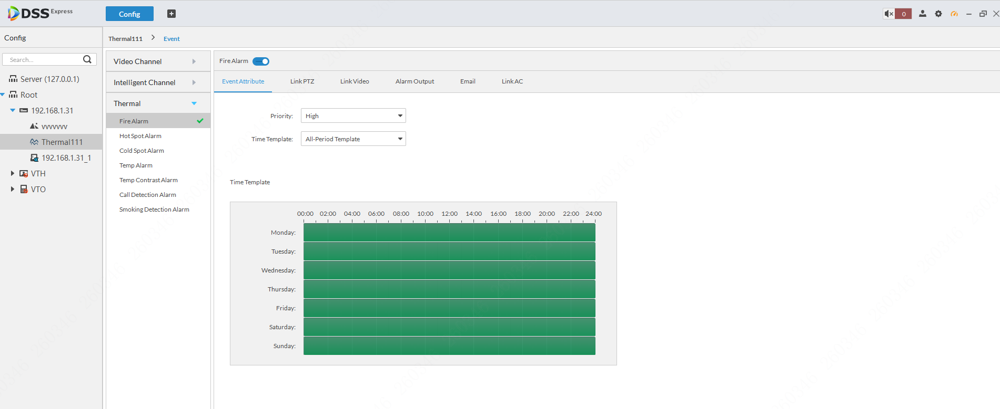 DSS Express
Config
0
Config
Thermal111 > Event
Search...
Server (127.0.0.1)
Root
192.168.1.31
vvvvvvv
Thermal111
192.168.1.31_1
VTH
VTO
Video Channel
Intelligent Channel
Thermal
Fire Alarm
Hot Spot Alarm
Cold Spot Alarm
Temp Alarm
Temp Contrast Alarm
Call Detection Alarm
Smoking Detection Alarm
Fire Alarm
Event Attribute Link PTZ Link Video Alarm Output Email Link AC
Priority: High
Time Template: All-Period Template
Time Template
00:00 02:00 04:00 06:00 08:00 10:00 12:00 14:00 16:00 18:00 20:00 22:00 24:00
Monday:
Tuesday:
Wednesday:
Thursday:
Friday:
Saturday:
Sunday:
260346